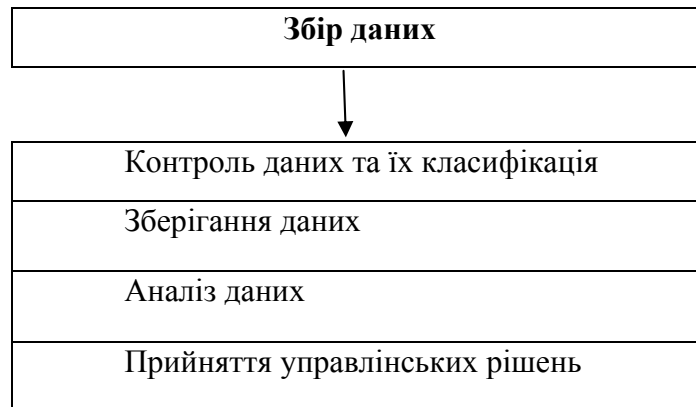 Збір даних
Контроль даних та їх класифікація
Зберігання даних
Аналіз даних
Прийняття управлінських рішень